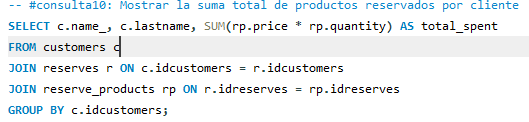 -- #consulta10: Mostrar la suma total de productos reservados por cliente
SELECT c.name_, c.lastname, SUM(rp.price * rp.quantity) AS total_spent
FROM customers c
JOIN reserves r ON c.idcustomers = r.idcustomers
JOIN reserve_products rp ON r.idreserves = rp.idreserves
GROUP BY c.idcustomers;